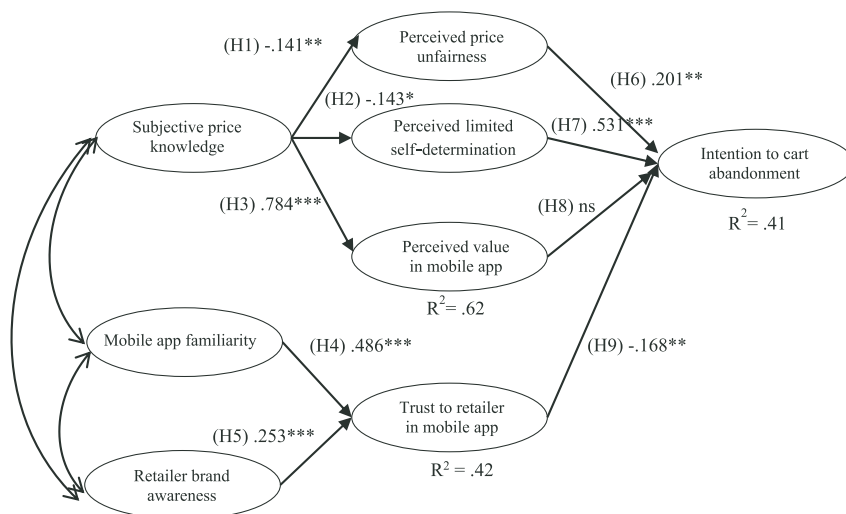 Perceived price
unfairness
(H1) -.141**
(H6) .201**
(H2) -.143*
(H7) .531***
Subjective price
knowledge
Perceived limited
self-determination
Intention to cart
abandonment
(H3) .784***
(H8) ns
R2= .41
Perceived value
in mobile app
R2= .62
Mobile app familiarity
(H4) .486***
(H9) -.168**
Trust to retailer
in mobile app
(H5) .253***
R2 = .42
Retailer brand
awareness